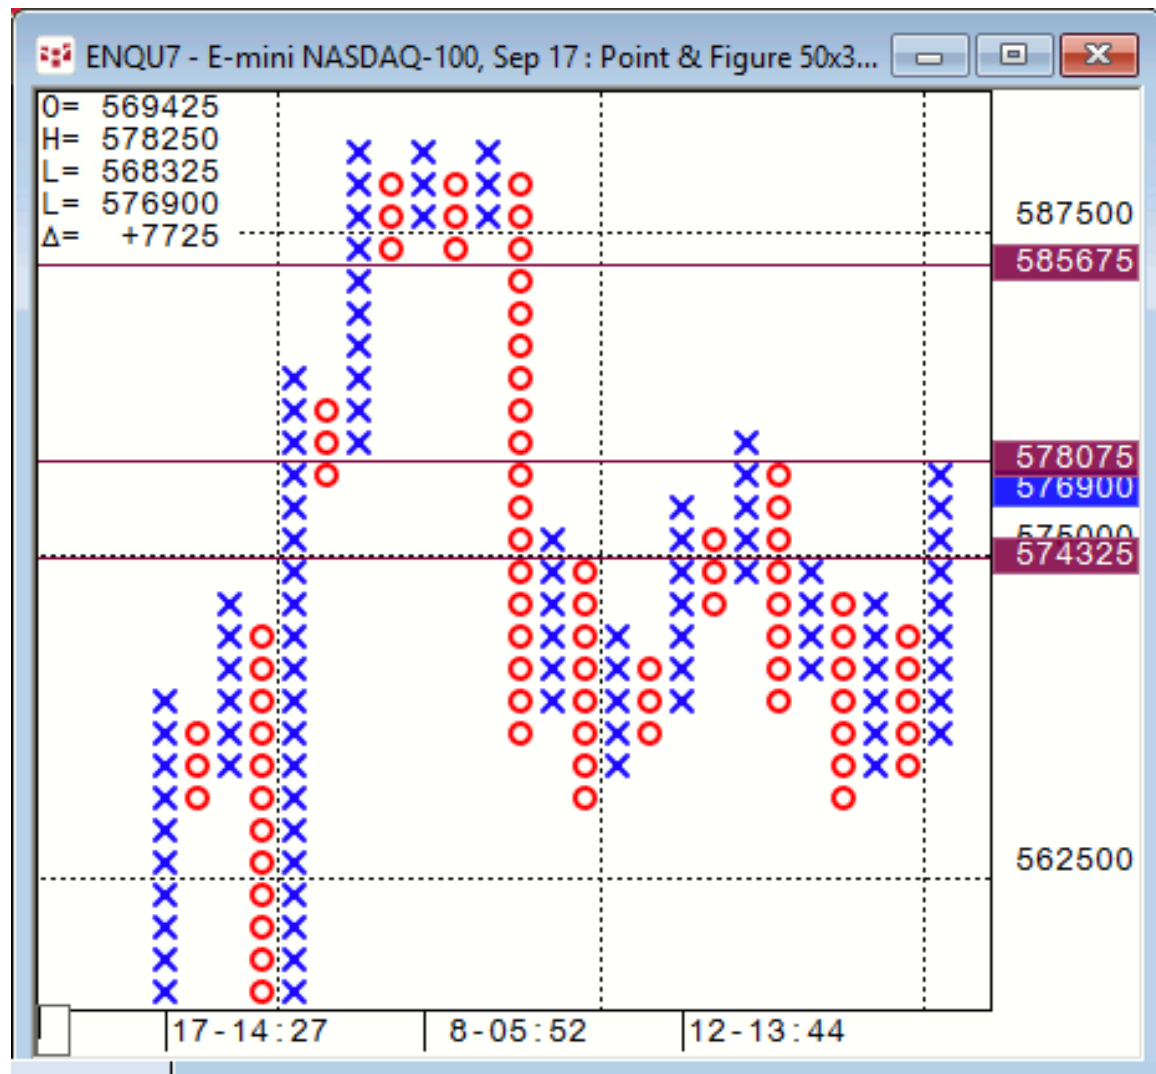 ENQU7 - E-mini NASDAQ-100, Sep 17 : Point & Figure 50x3...
O= 569425
H= 578250
L= 568325
L= 576900
Δ= +7725
587500
585675
578075
576900
575000
574325
562500
17-14:27
8-05:52
12-13:44